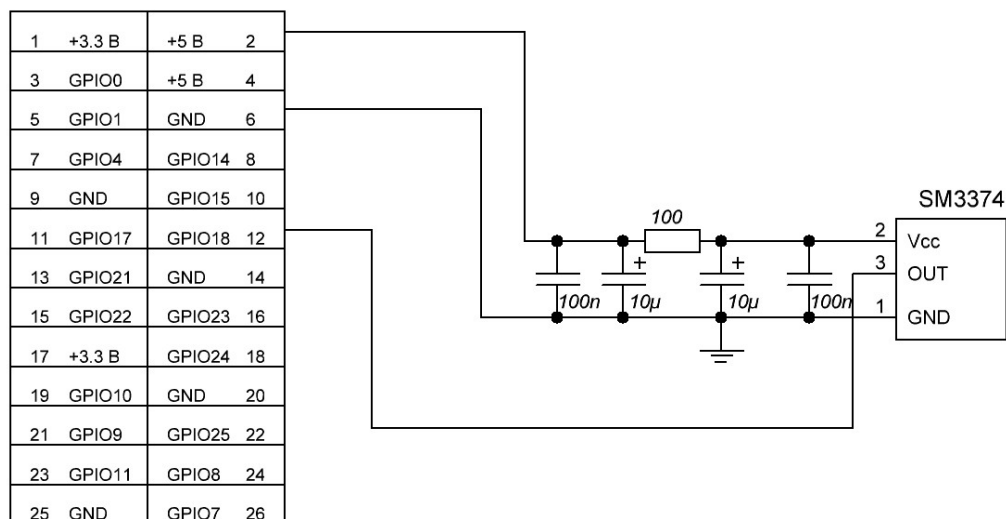 1 +3.3 В +5 В 2
3 GPIO0 +5 В 4
5 GPIO1 GND 6
7 GPIO4 GPIO14 8
9 GND GPIO15 10
11 GPIO17 GPIO18 12
13 GPIO21 GND 14
15 GPIO22 GPIO23 16
17 +3.3 В GPIO24 18
19 GPIO10 GND 20
21 GPIO9 GPIO25 22
23 GPIO11 GPIO8 24
25 GND GPIO7 26
100
+ +
100n 10µ 10µ 100n
SM3374
2 Vcc
3 OUT
1 GND